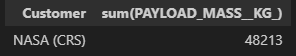 Customer sum(PAYLOAD_MASS__KG_)
NASA (CRS) 48213